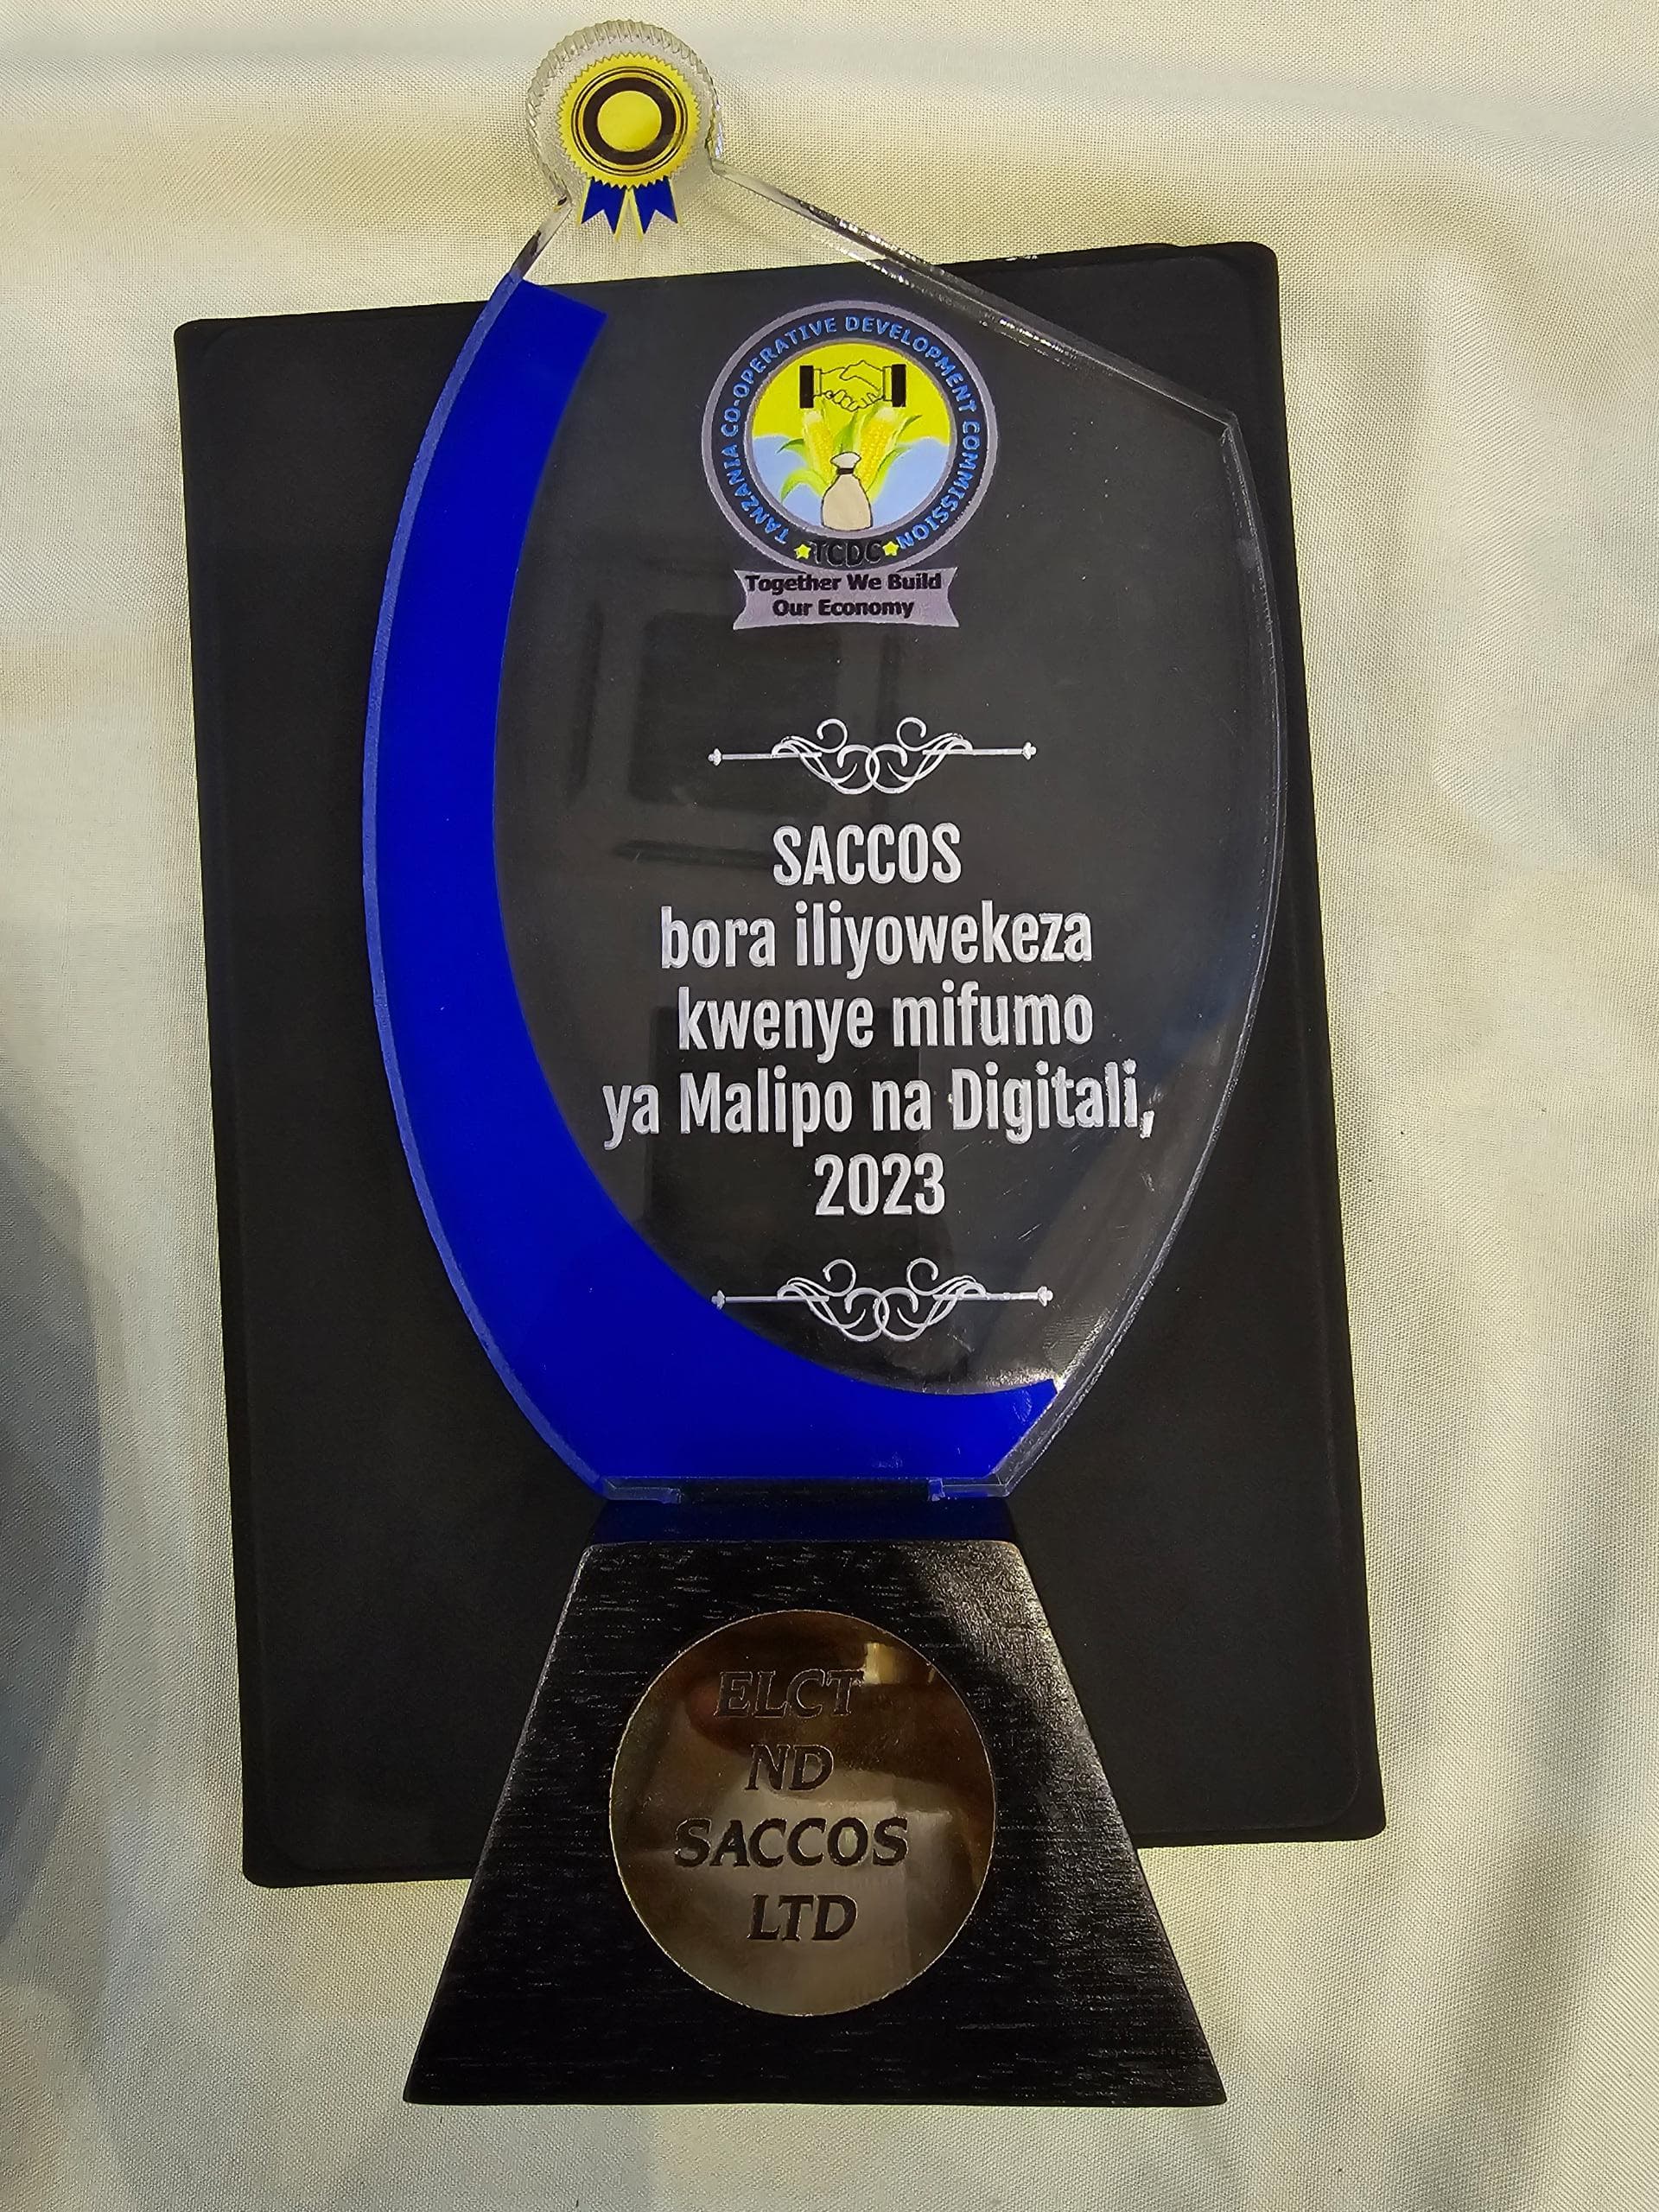 TANZANIA CO-OPERATIVE DEVELOPMENT COMMISSION
TCDC
Together We Build
Our Economy
SACCOS
bora iliyowekeza
kwenye mifumo
ya Malipo na Digitali,
2023
ELCT
ND
SACCOS
LTD